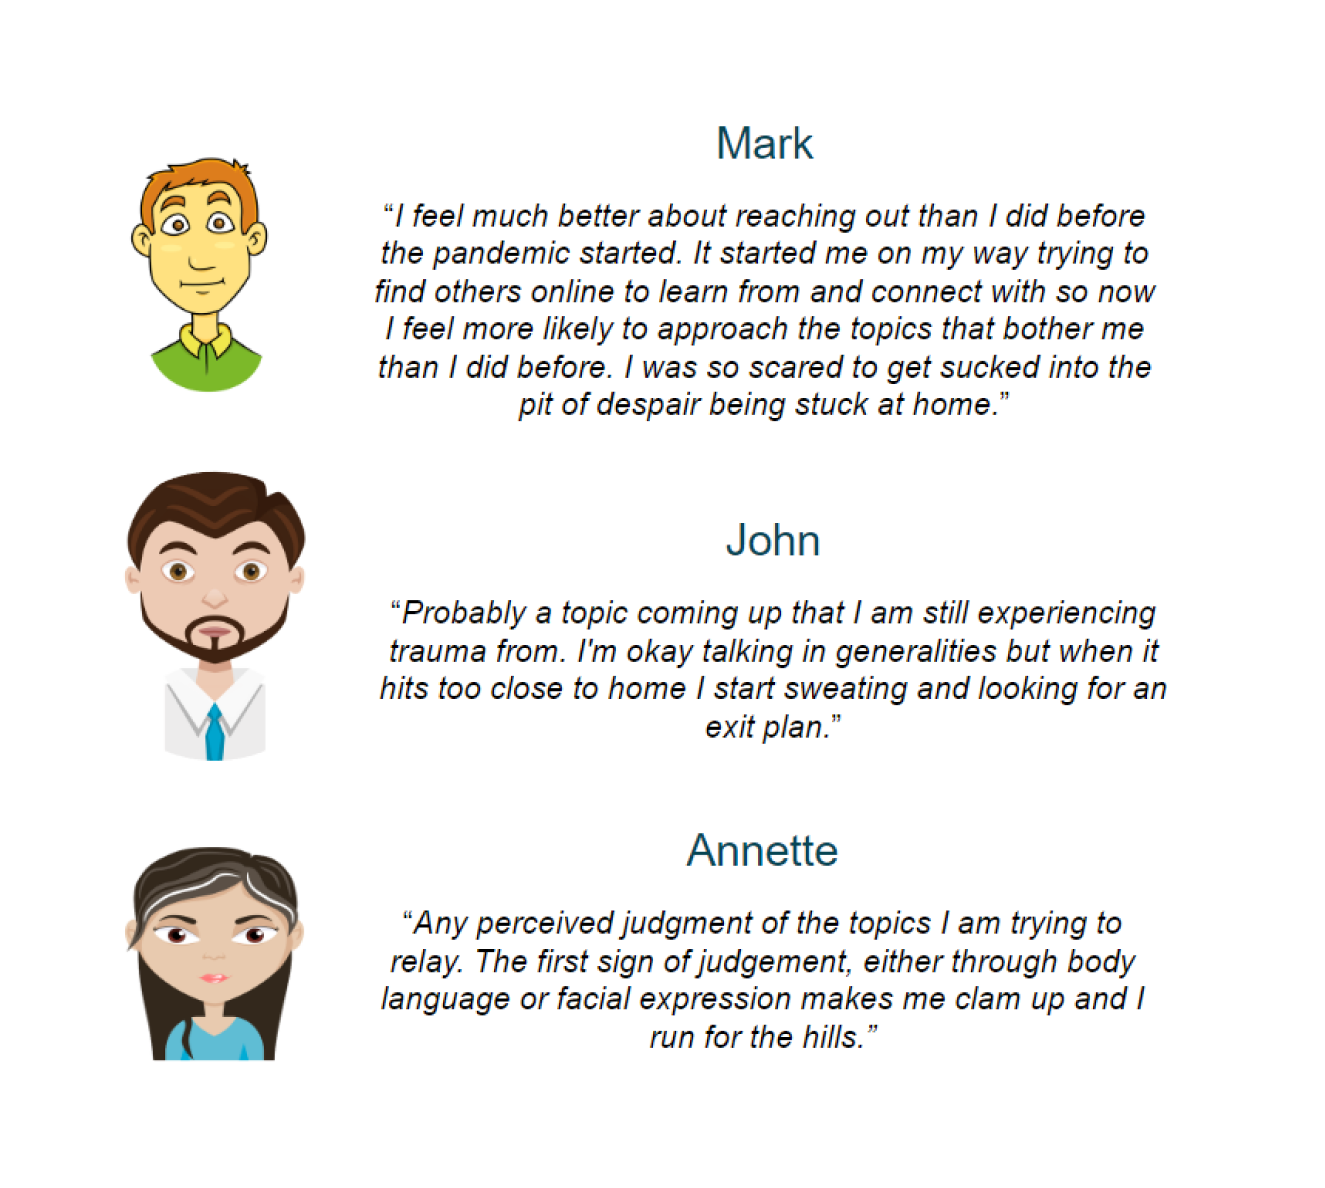 Mark
“I feel much better about reaching out than I did before
the pandemic started. It started me on my way trying to
find others online to learn from and connect with so now
I feel more likely to approach the topics that bother me
than I did before. I was so scared to get sucked into the
pit of despair being stuck at home.”
John
“Probably a topic coming up that I am still experiencing
trauma from. I'm okay talking in generalities but when it
hits too close to home I start sweating and looking for an
exit plan.”
Annette
“Any perceived judgment of the topics I am trying to
relay. The first sign of judgement, either through body
language or facial expression makes me clam up and I
run for the hills.”